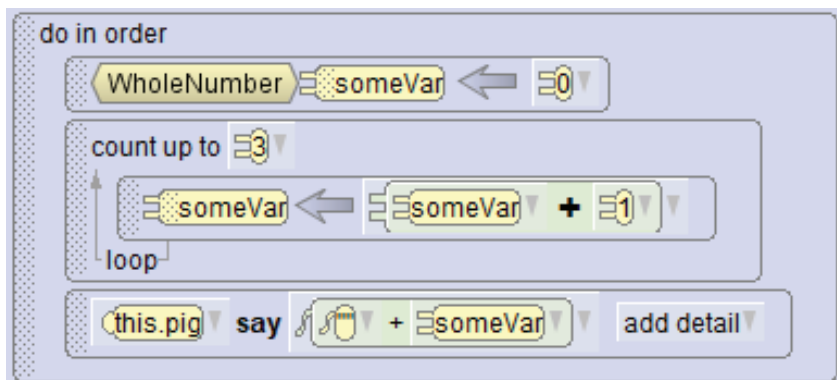 do in order
WholeNumber someVar 0
count up to 3
someVar someVar + 1
loop
this.pig say + someVar add detail